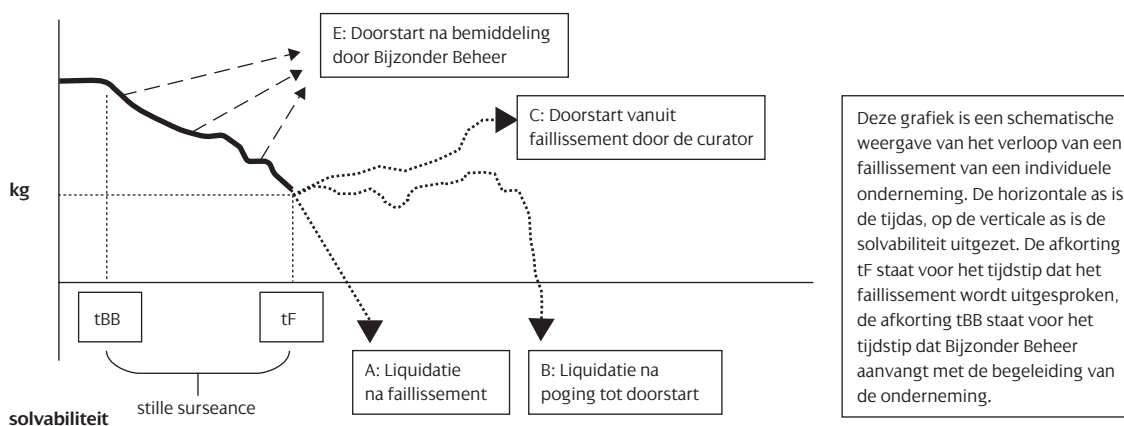 E: Doorstart na bemiddeling
door Bijzonder Beheer
C: Doorstart vanuit
faillissement door de curator
kg
tBB
tF
stille surseance
solvabiliteit
A: Liquidatie
na faillissement
B: Liquidatie na
poging tot doorstart
Deze grafiek is een schematische
weergave van het verloop van een
faillissement van een individuele
onderneming. De horizontale as is
de tijdas, op de verticale as is de
solvabiliteit uitgezet. De afkorting
tF staat voor het tijdstip dat het
faillissement wordt uitgesproken,
de afkorting tBB staat voor het
tijdstip dat Bijzonder Beheer
aanvangt met de begeleiding van
de onderneming.